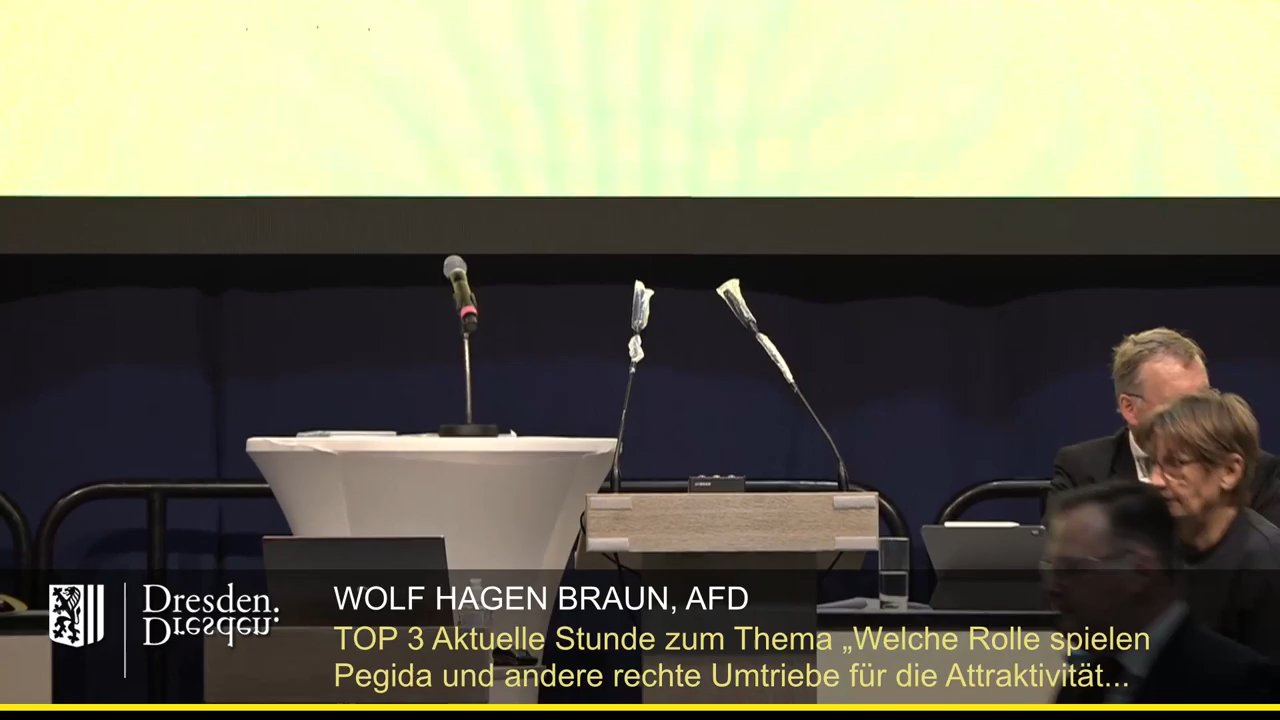 WOLF HAGEN BRAUN, AFD
Dresden.
Dresden.
TOP 3 Aktuelle Stunde zum Thema „Welche Rolle spielen
Pegida und andere rechte Umtriebe für die Attraktivität...